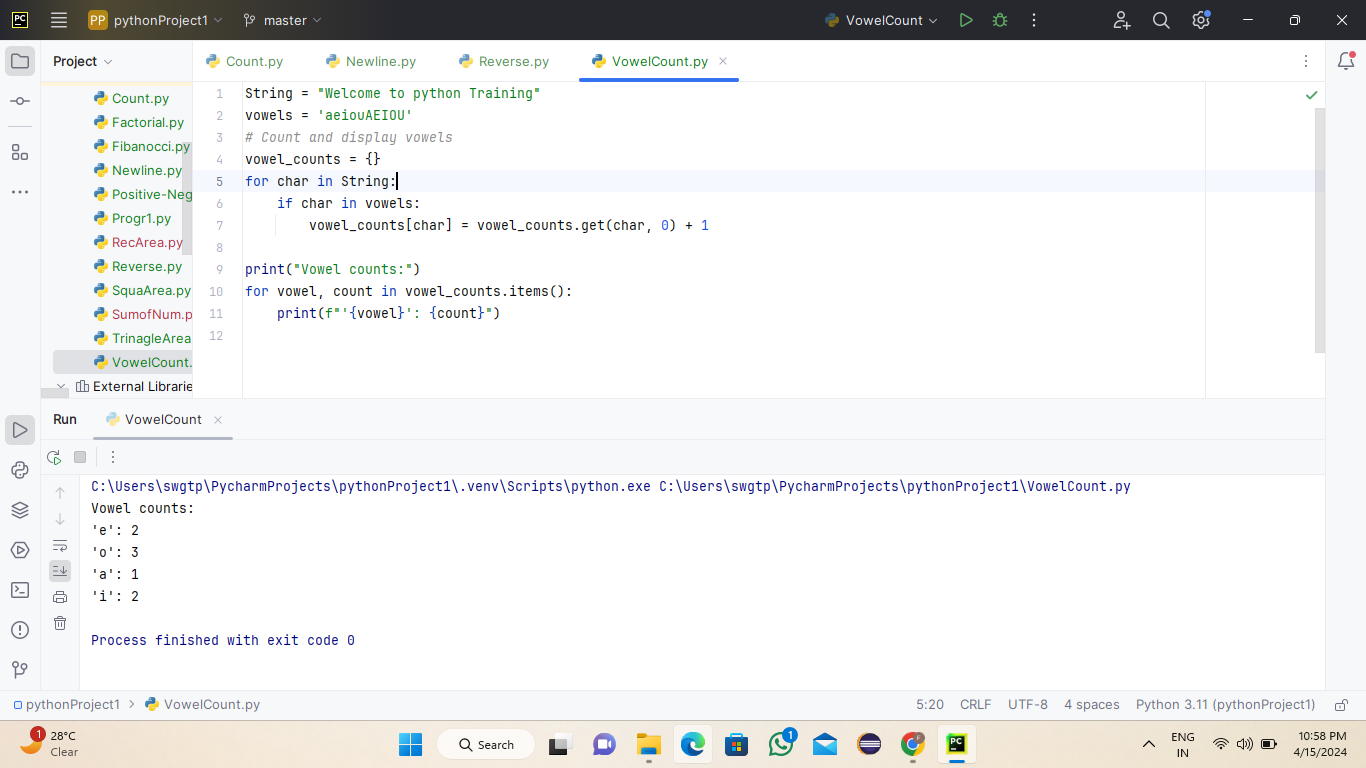 PC PP pythonProject1 master VowelCount
Project
Count.py Newline.py Reverse.py VowelCount.py
Count.py
Factorial.py
Fibanocci.py
Newline.py
Positive-Neg
Progr1.py
RecArea.py
Reverse.py
SquaArea.py
SumofNum.p
TrinagleArea
VowelCount.
External Librarie
1 String = "Welcome to python Training"
2 vowels = 'aeiouAEIOU'
3 # Count and display vowels
4 vowel_counts = {}
5 for char in String:
6 if char in vowels:
7 vowel_counts[char] = vowel_counts.get(char, 0) + 1
8
9 print("Vowel counts:")
10 for vowel, count in vowel_counts.items():
11 print(f"'{vowel}': {count}")
12
Run VowelCount
C:\Users\swgtp\PycharmProjects\pythonProject1\.venv\Scripts\python.exe C:\Users\swgtp\PycharmProjects\pythonProject1\VowelCount.py
Vowel counts:
'e': 2
'o': 3
'a': 1
'i': 2
Process finished with exit code 0
pythonProject1 > VowelCount.py 5:20 CRLF UTF-8 4 spaces Python 3.11 (pythonProject1)
1 28°C
Clear
Search
1
PC
ENG
IN
10:58 PM
4/15/2024